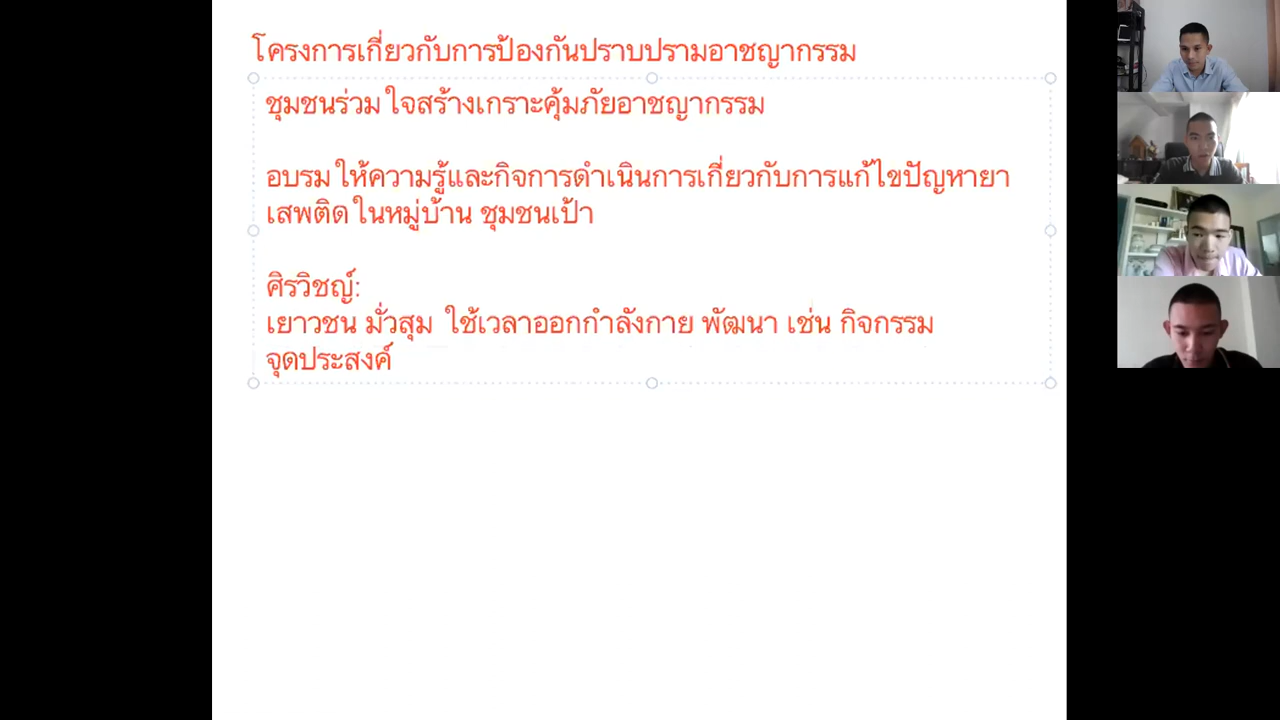 โครงการเกี่ยวกับการป้องกันปราบปรามอาชญากรรม
ชุมชนร่วมใจสร้างเกราะคุ้มภัยอาชญากรรม
อบรมให้ความรู้และกิจการดำเนินการเกี่ยวกับการแก้ไขปัญหายา
เสพติดในหมู่บ้าน ชุมชนเป้า
ศิรวิชญ์:
เยาวชน มั่วสุม ใช้เวลาออกกำลังกาย พัฒนา เช่น กิจกรรม
จุดประสงค์